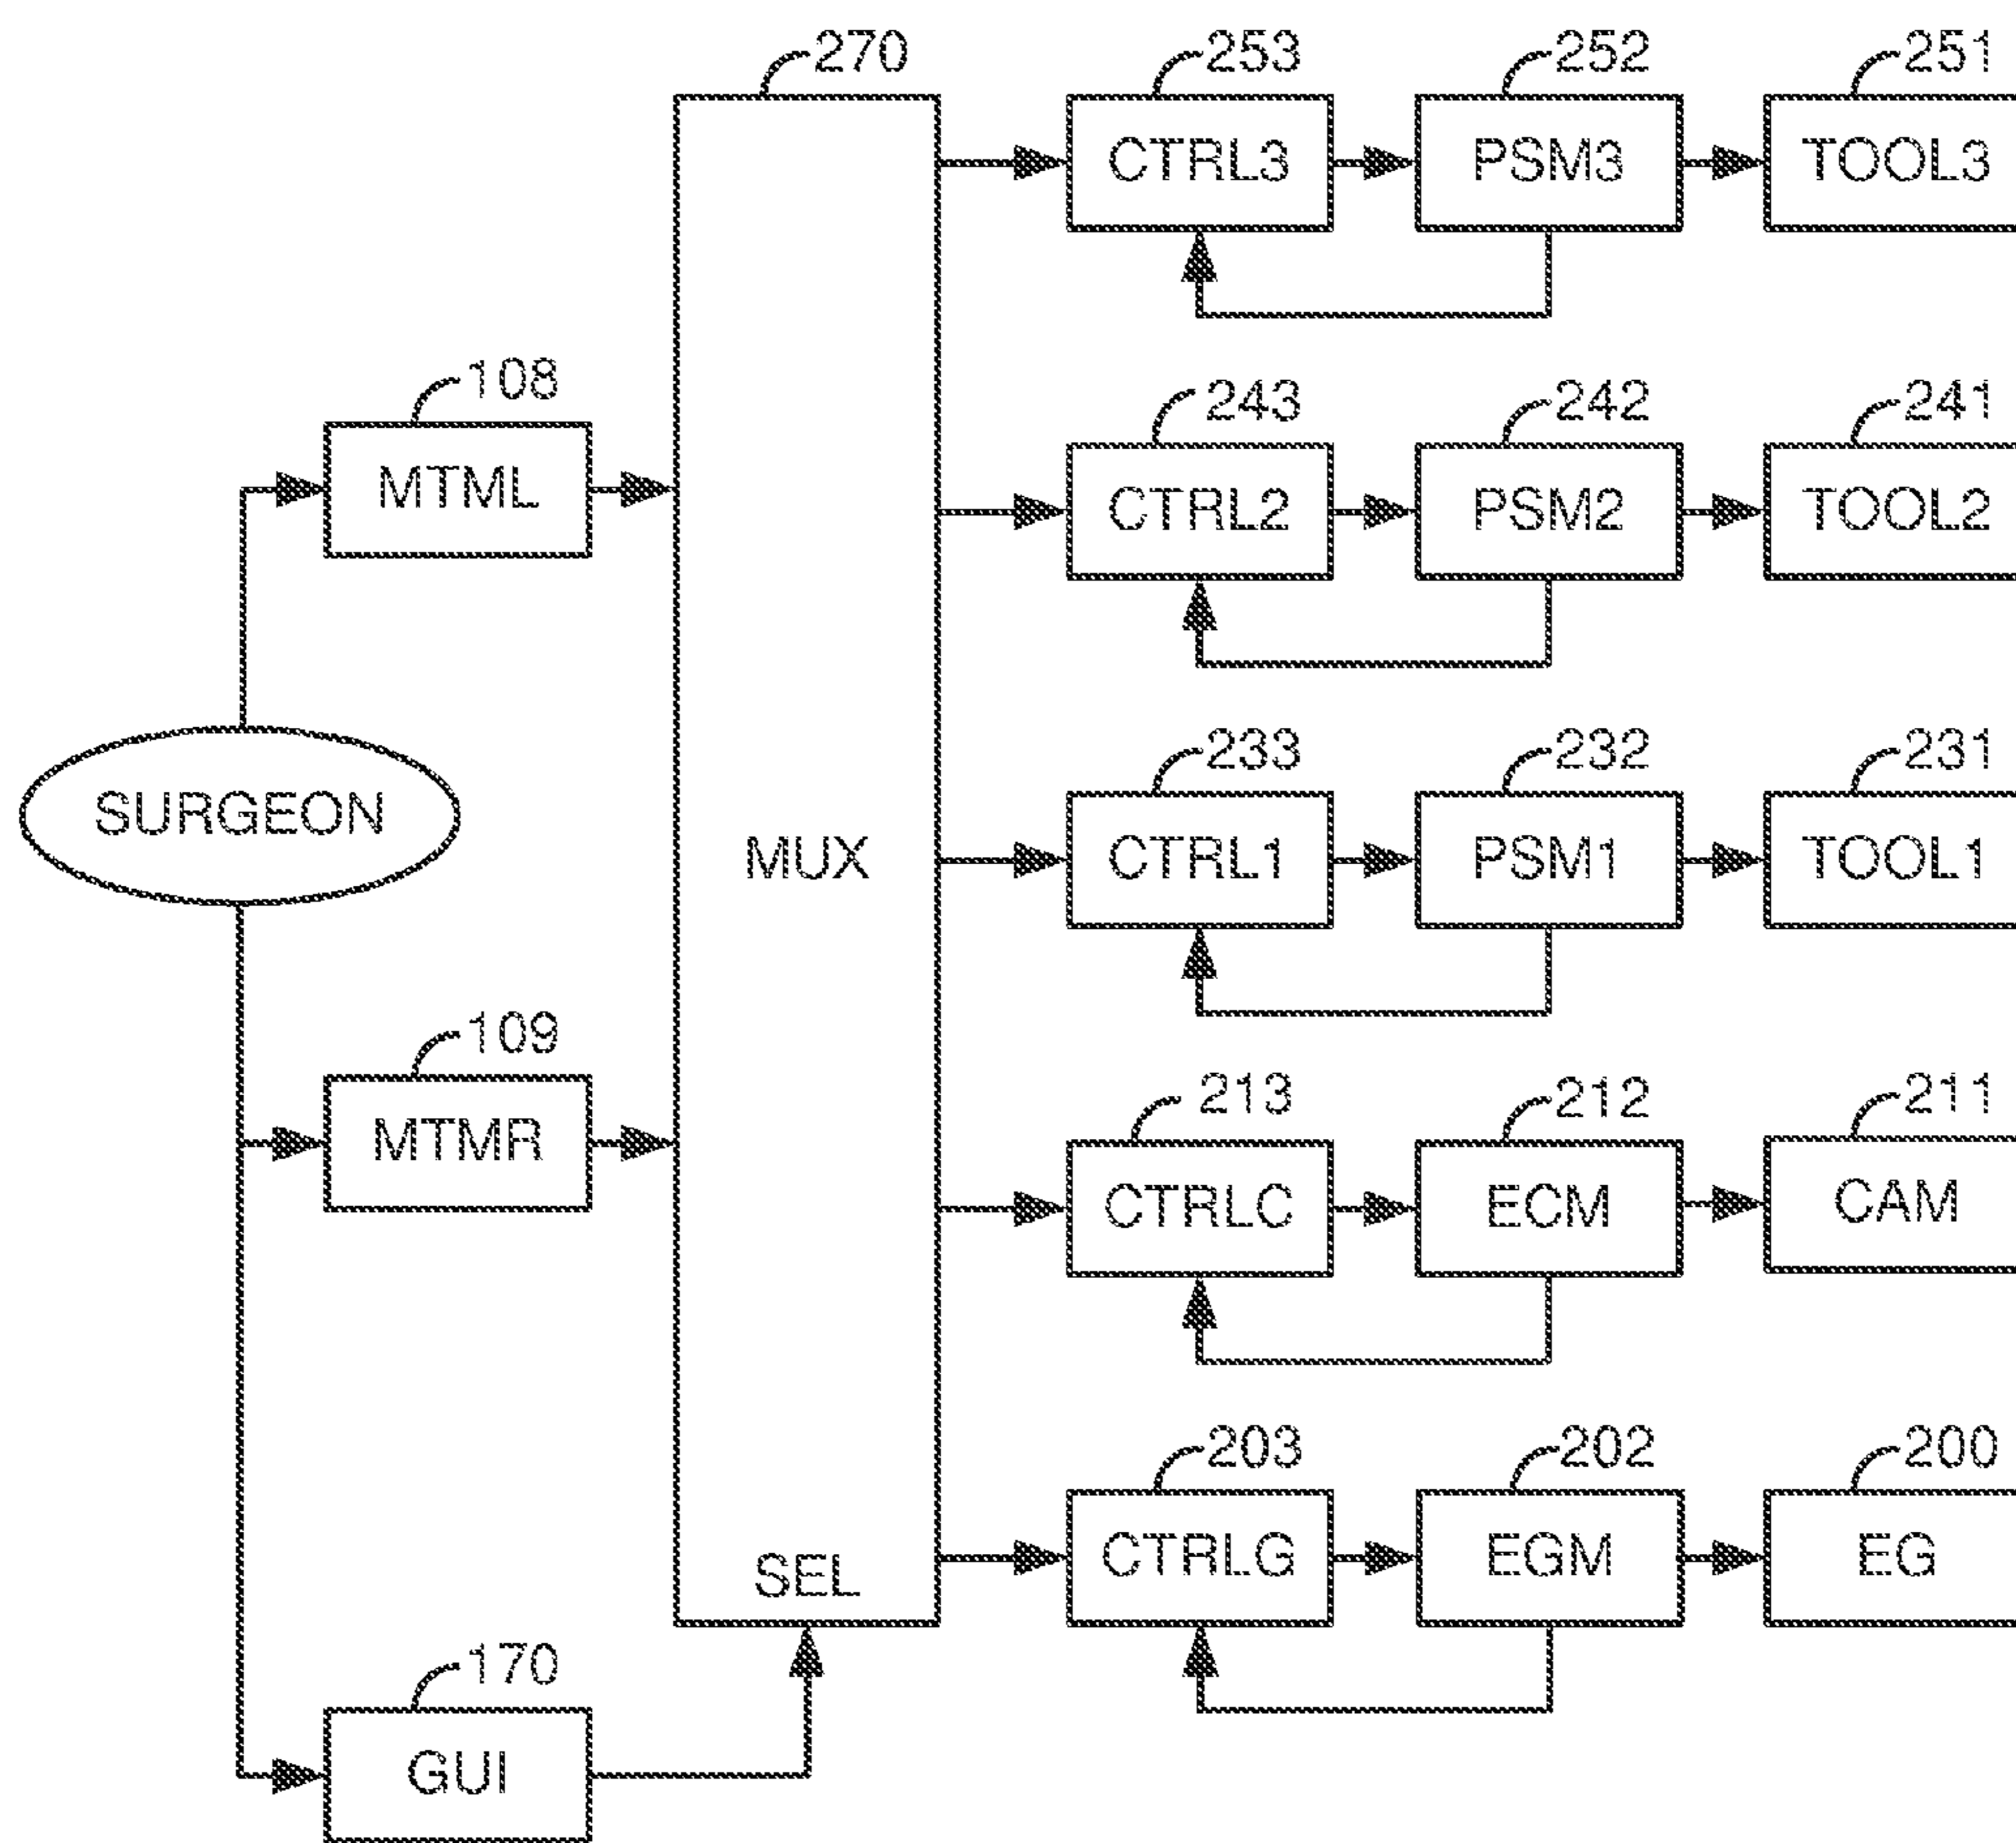 270
253
252
251
CTRL3
PSM3
TOOL3
108
MTML
243
242
241
CTRL2
PSM2
TOOL2
SURGEON
MUX
233
232
231
CTRL1
PSM1
TOOL1
109
MTMR
213
212
211
CTRLC
ECM
CAM
203
202
200
CTRLG
EGM
EG
SEL
170
GUI